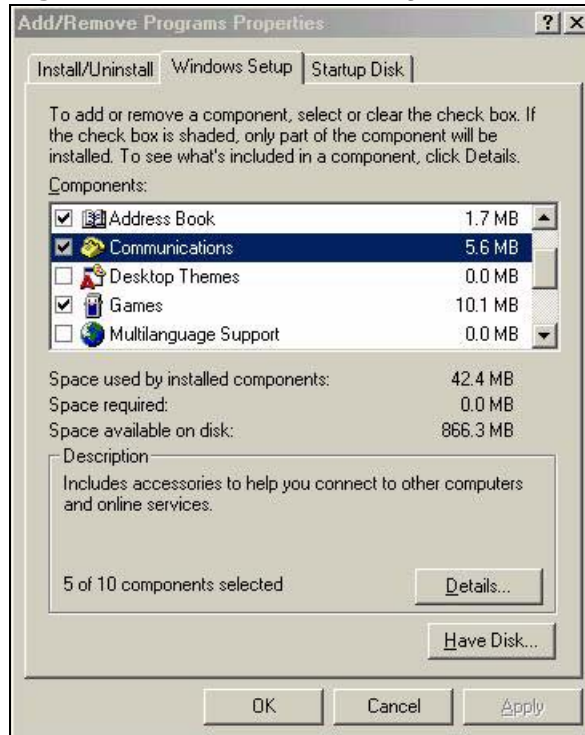 Add/Remove Programs Properties
Install/Uninstall Windows Setup Startup Disk
To add or remove a component, select or clear the check box. If
the check box is shaded, only part of the component will be
installed. To see what's included in a component, click Details.
Components:
Address Book 1.7 MB
Communications 5.6 MB
Desktop Themes 0.0 MB
Games 10.1 MB
Multilanguage Support 0.0 MB
Space used by installed components: 42.4 MB
Space required: 0.0 MB
Space available on disk: 866.3 MB
Description
Includes accessories to help you connect to other computers
and online services.
5 of 10 components selected
Details...
Have Disk...
OK Cancel Apply